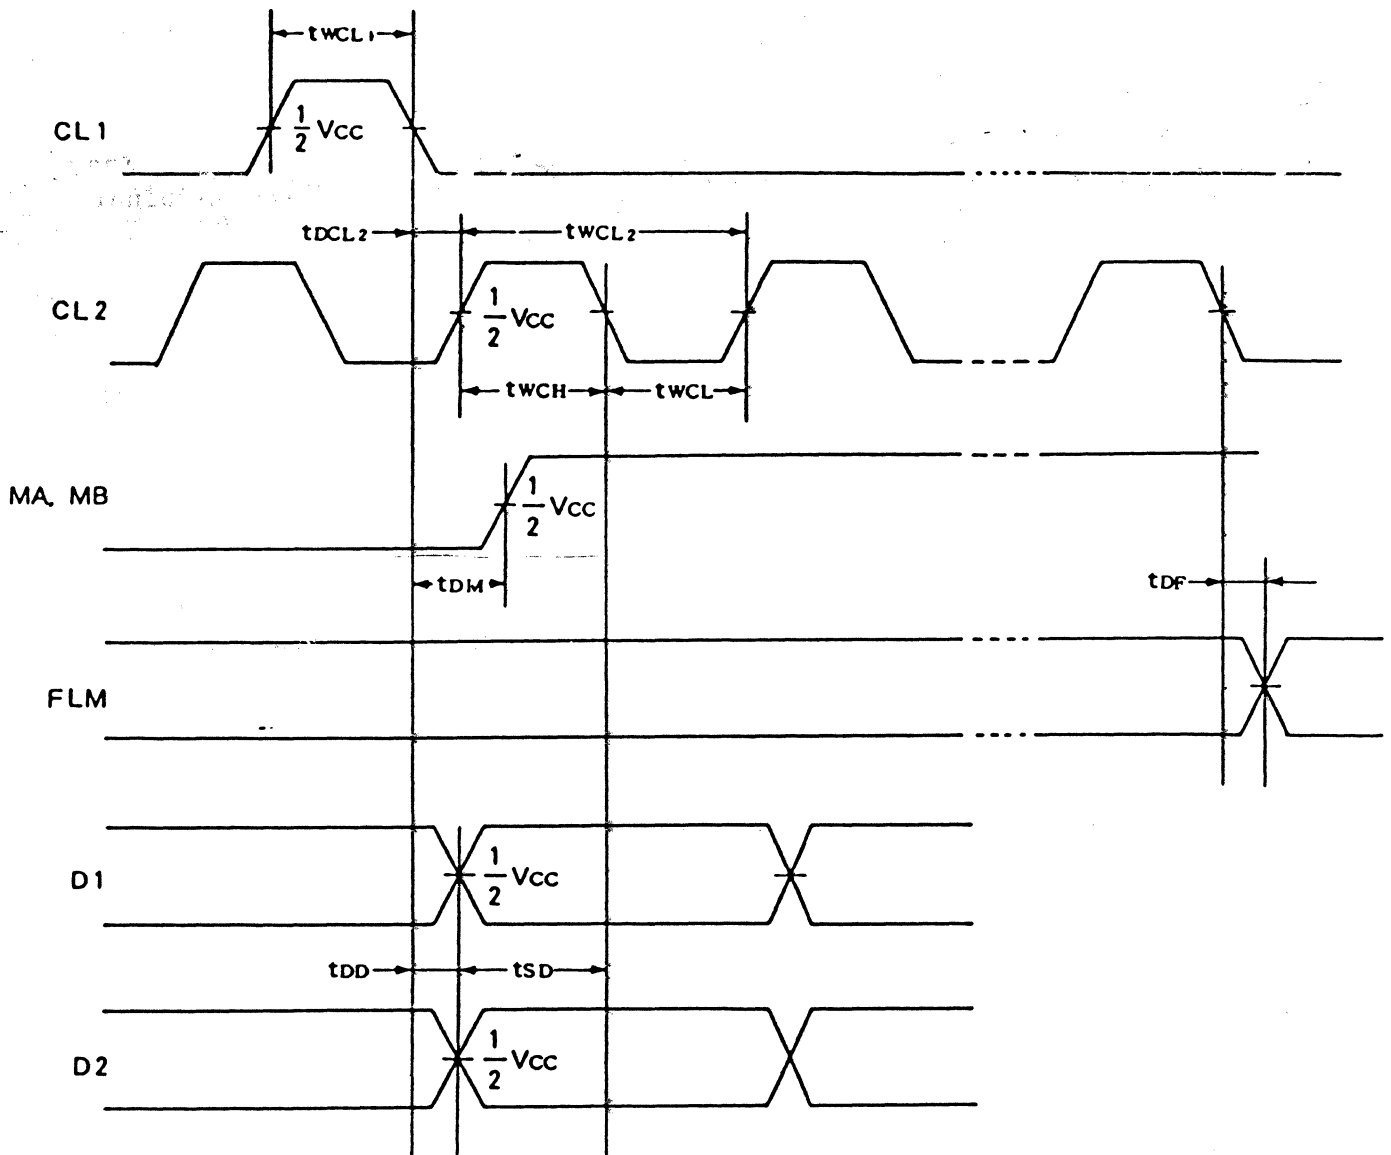 tWCL1
CL1
1/2 VCC
tDCL2
tWCL2
CL2
1/2 VCC
tWCH
tWCL
MA, MB
1/2 VCC
tDM
tDF
FLM
D1
1/2 VCC
tDD
tSD
D2
1/2 VCC